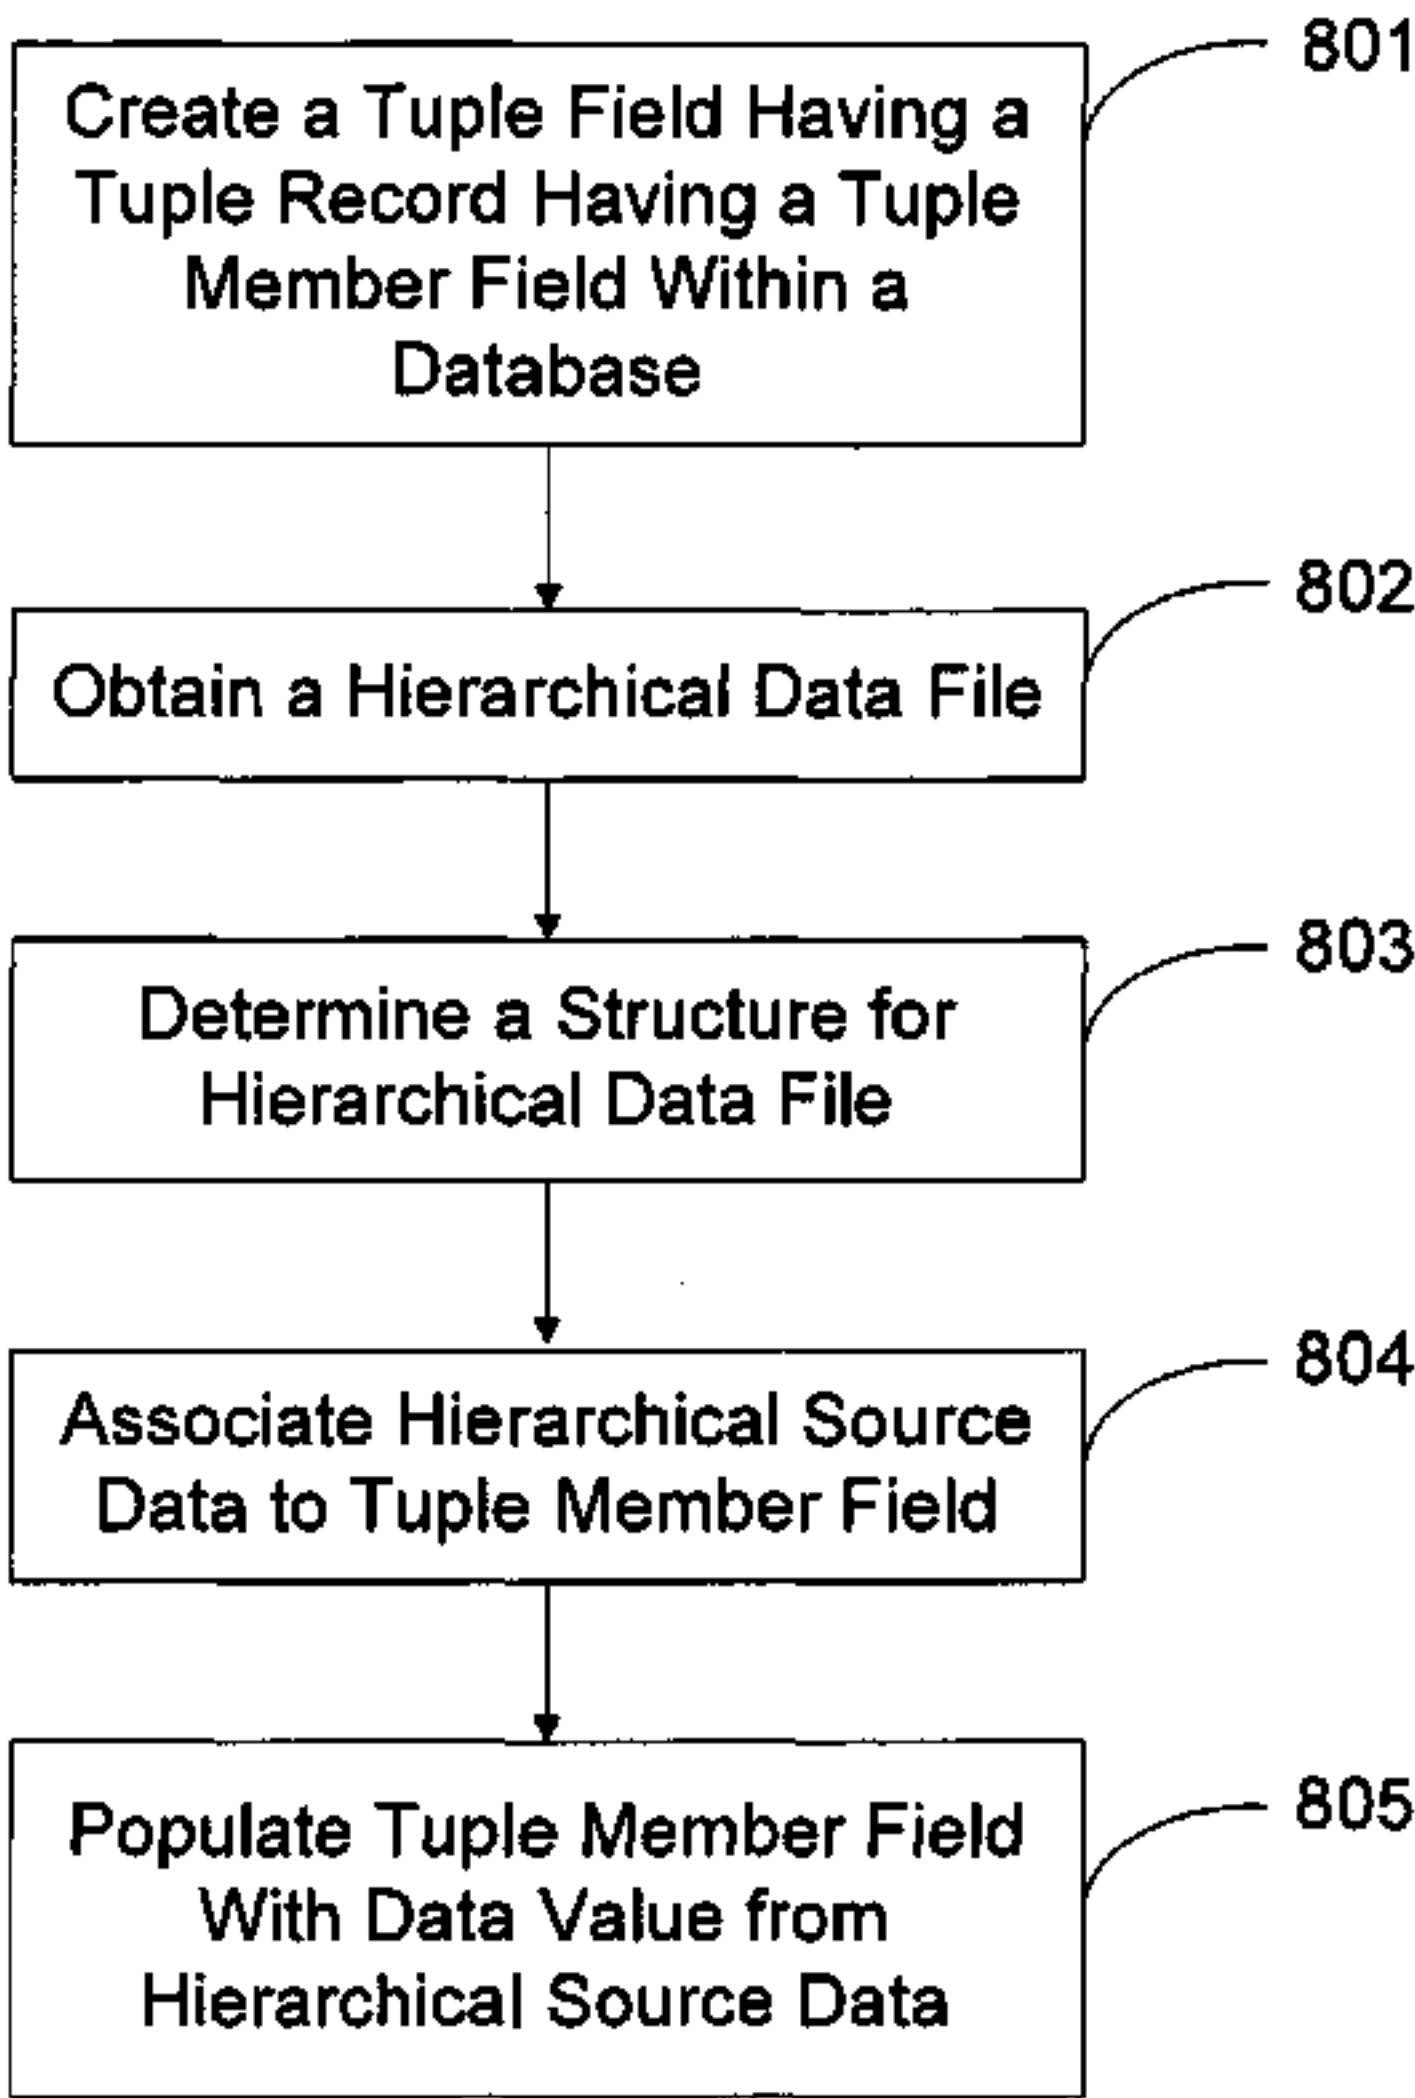 801
Create a Tuple Field Having a
Tuple Record Having a Tuple
Member Field Within a
Database
802
Obtain a Hierarchical Data File
803
Determine a Structure for
Hierarchical Data File
804
Associate Hierarchical Source
Data to Tuple Member Field
805
Populate Tuple Member Field
With Data Value from
Hierarchical Source Data